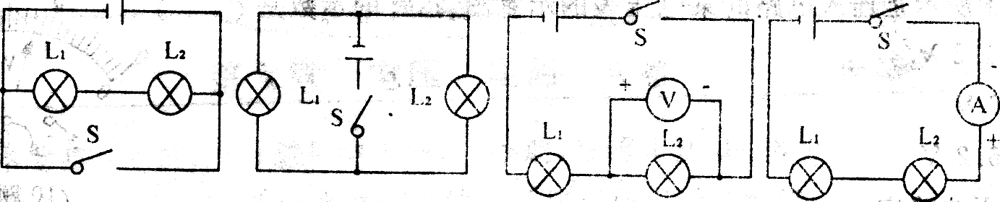 L₁ L₂
S
L₁ S L₂
S
+ V -
L₁ L₂
S
-
A
+
L₁ L₂